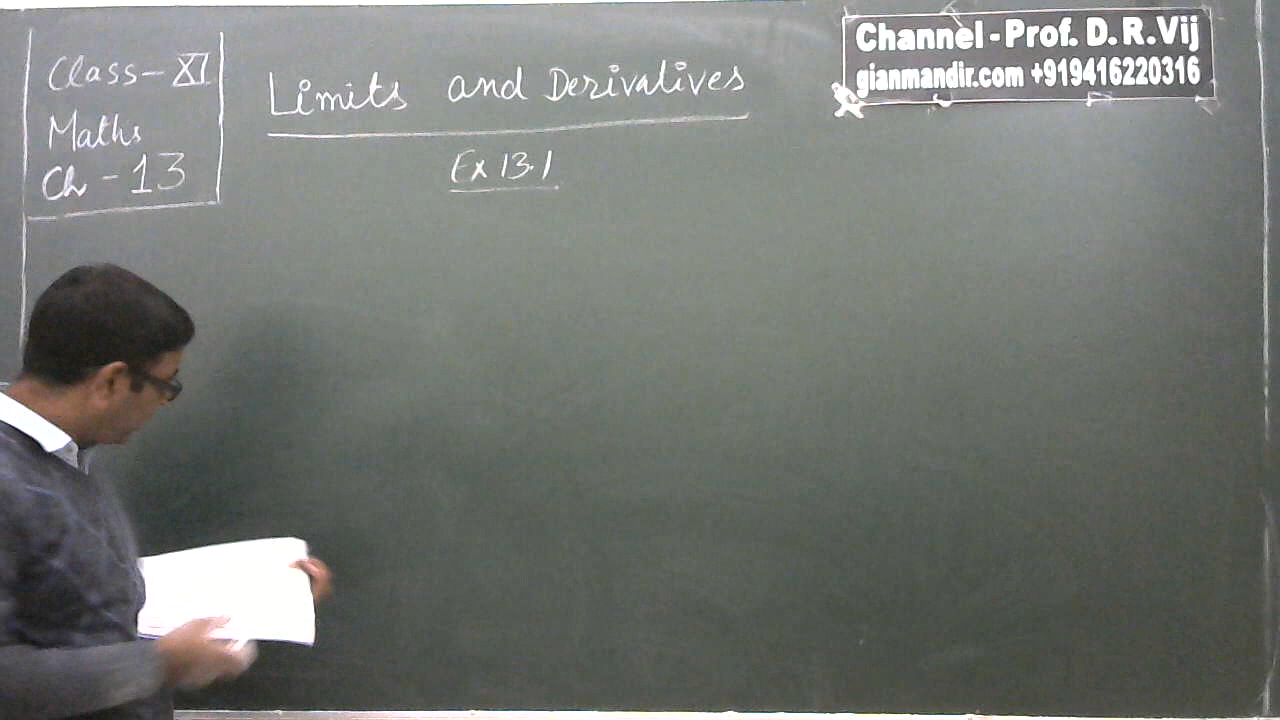 Class-XI
Maths
Ch-13
Limits and Derivatives
Ex 13.1
Channel - Prof. D. R. Vij
gianmandir.com +919416220316